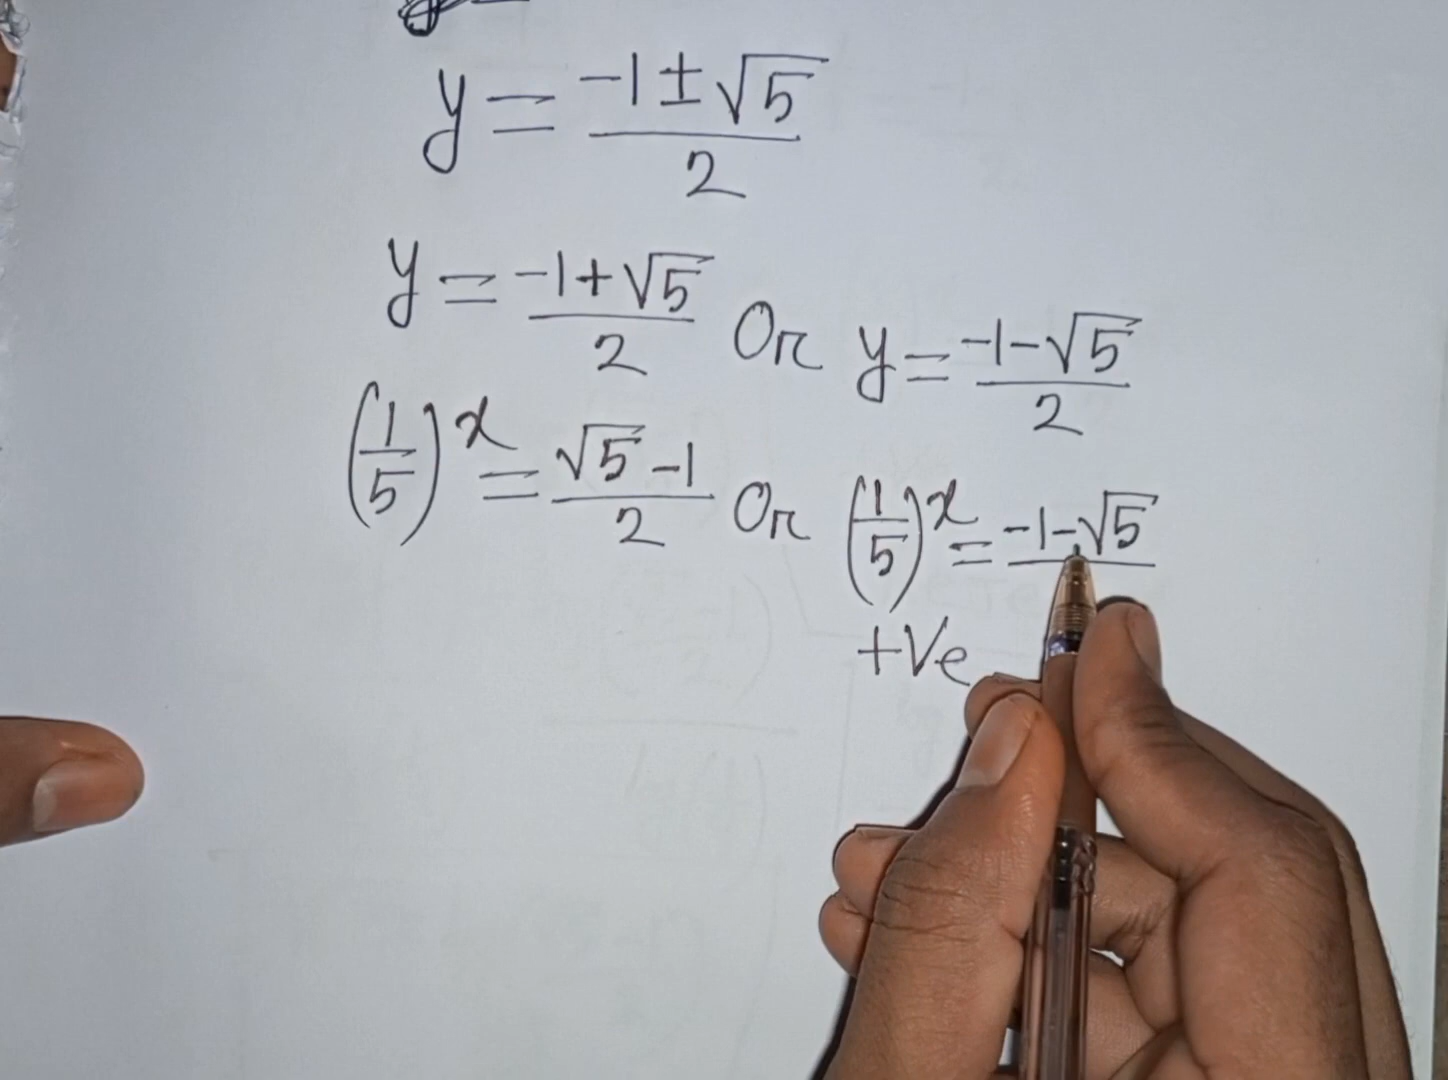 y = (-1 ± √5)/2
y = (-1 + √5)/2 Or y = (-1 - √5)/2
(1/5)^x = (√5 - 1)/2 Or (1/5)^x = (-1 - √5)/
+Ve